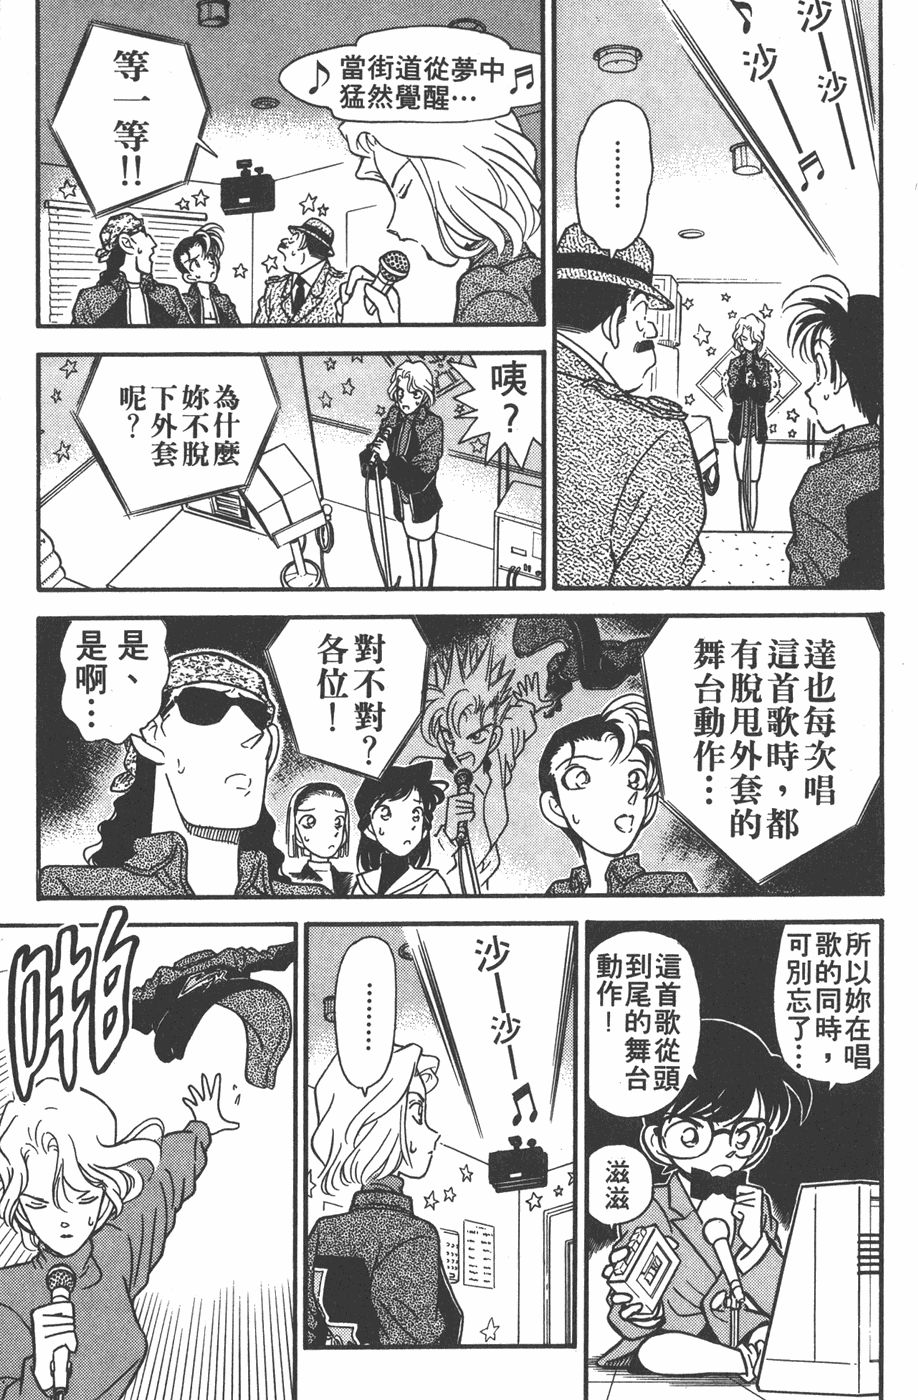 沙——
沙——
沙——
………
當街道從夢中
猛然覺醒…
等一等!!
咦?
為什麼
妳不脫
下外套
呢?
達也每次唱
這首歌時,都
有脫甩外套的
舞台動作…
對不對?
各位!
是、
是啊…
所以妳在唱
歌的同時,
可別忘了…
這首歌從頭
到尾的舞台
動作!
滋滋
沙——
沙——
………
啪